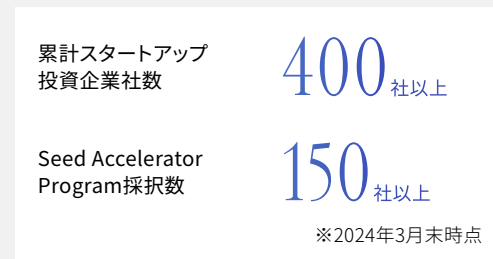 累計スタートアップ
投資企業社数
400社以上
Seed Accelerator
Program採択数
150社以上
※2024年3月末時点